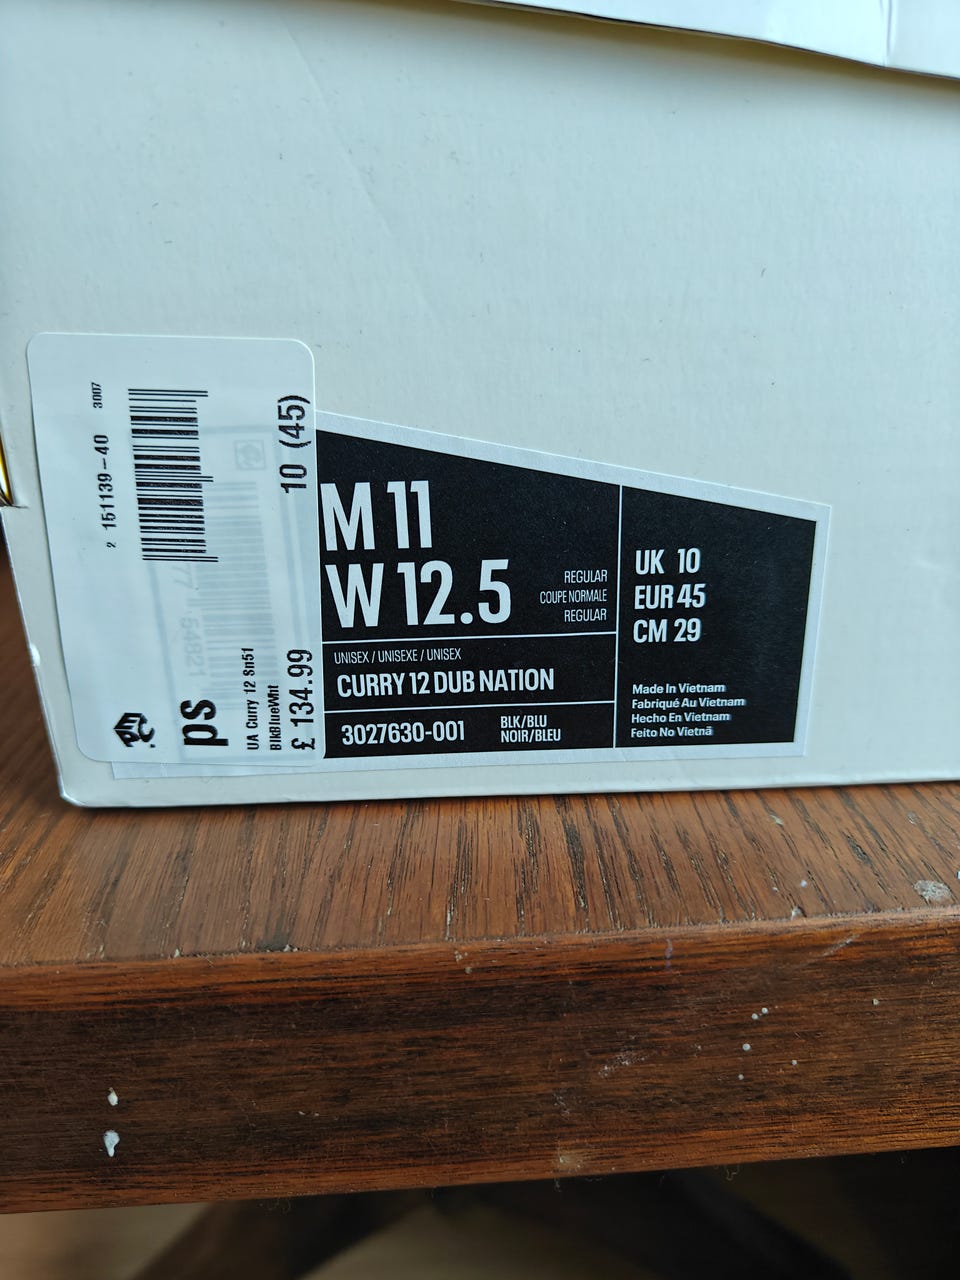 2 151139-40 3007
10 (45)
ps
UA Curry 12 Sn51
BlkBlueWht
£ 134.99
M 11
W 12.5
REGULAR
COUPE NORMALE
REGULAR
UNISEX / UNISEXE / UNISEX
CURRY 12 DUB NATION
3027630-001
BLK/BLU
NOIR/BLEU
UK 10
EUR 45
CM 29
Made In Vietnam
Fabriqué Au Vietnam
Hecho En Vietnam
Feito No Vietnã